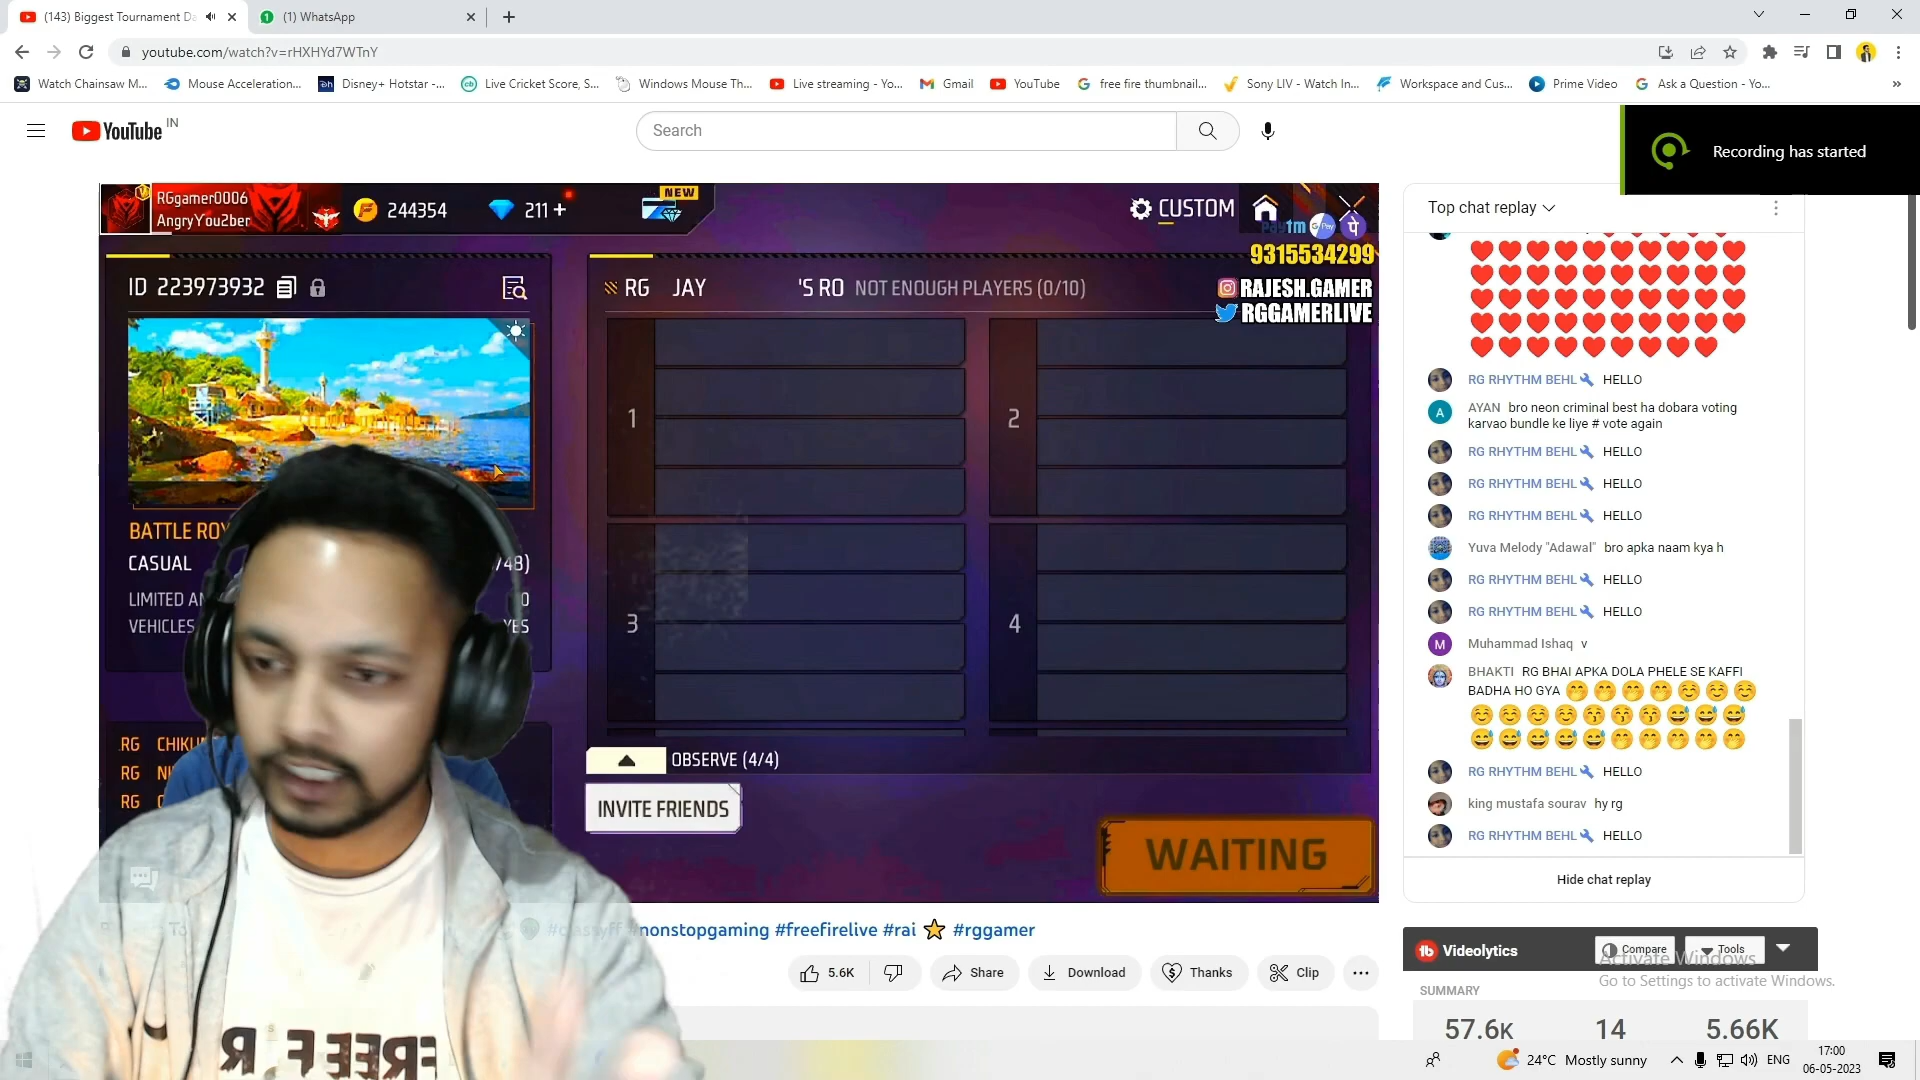 (143) Biggest Tournament Da
(1) WhatsApp
youtube.com/watch?v=rHXHYd7WTnY
Watch Chainsaw M...
Mouse Acceleration...
Disney+ Hotstar -...
Live Cricket Score, S...
Windows Mouse Th...
Live streaming - Yo...
Gmail
YouTube
free fire thumbnail...
Sony LIV - Watch In...
Workspace and Cus...
Prime Video
Ask a Question - Yo...
YouTube IN
Search
Recording has started
RGgamer0006
AngryYou2ber
244354
211 +
NEW
CUSTOM
paytm G Pay पे
9315534299
RAJESH.GAMER
RGGAMERLIVE
ID 223973932
RG JAY 'S RO NOT ENOUGH PLAYERS (0/10)
1
2
3
4
BATTLE ROY
CASUAL /48)
LIMITED AM 0
VEHICLES YES
RG CHIKU
RG
RG
OBSERVE (4/4)
INVITE FRIENDS
WAITING
FREE F R
#classyff #nonstopgaming #freefirelive #rai ⭐ #rggamer
5.6K
Share
Download
Thanks
Clip
Top chat replay
RG RHYTHM BEHL HELLO
AYAN bro neon criminal best ha dobara voting
karvao bundle ke liye # vote again
RG RHYTHM BEHL HELLO
RG RHYTHM BEHL HELLO
RG RHYTHM BEHL HELLO
Yuva Melody "Adawal" bro apka naam kya h
RG RHYTHM BEHL HELLO
RG RHYTHM BEHL HELLO
M Muhammad Ishaq v
BHAKTI RG BHAI APKA DOLA PHELE SE KAFFI
BADHA HO GYA
RG RHYTHM BEHL HELLO
king mustafa sourav hy rg
RG RHYTHM BEHL HELLO
Hide chat replay
Videolytics
Compare
Tools
Activate Windows
Go to Settings to activate Windows.
SUMMARY
57.6K
14
5.66K
24°C Mostly sunny
ENG
17:00
06-05-2023